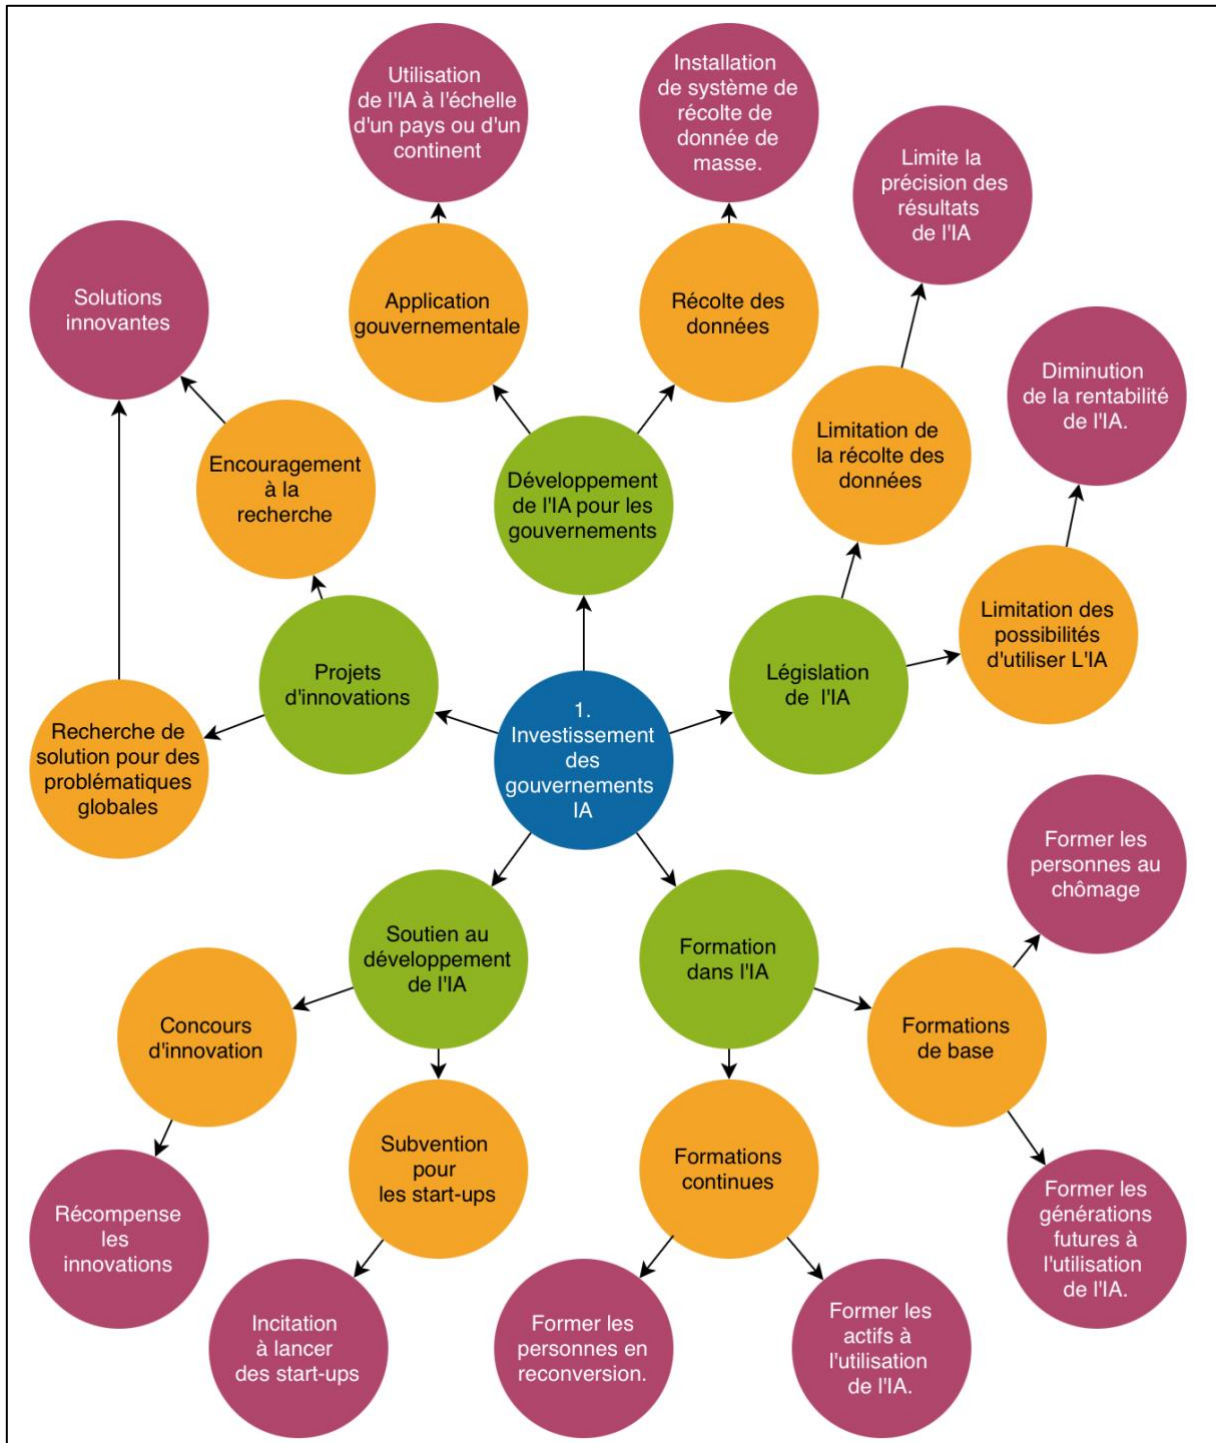 Utilisation
de l'IA à l'échelle
d'un pays ou d'un
continent
Installation
de système de
récolte de
donnée de
masse.
Limite la
précision des
résultats
de l'IA
Solutions
innovantes
Application
gouvernementale
Récolte des
données
Diminution
de la rentabilité
de l'IA.
Encouragement
à la
recherche
Développement
de l'IA pour les
gouvernements
Limitation de
la récolte des
données
Limitation des
possibilités
d'utiliser L'IA
Projets
d'innovations
Législation
de l'IA
Recherche de
solution pour des
problématiques
globales
1.
Investissement
des
gouvernements
IA
Former les
personnes au
chômage
Soutien au
développement
de l'IA
Formation
dans l'IA
Concours
d'innovation
Formations
de base
Subvention
pour
les start-ups
Formations
continues
Récompense
les
innovations
Former les
générations
futures à
l'utilisation
de l'IA.
Incitation
à lancer
des start-ups
Former les
personnes en
reconversion.
Former les
actifs à
l'utilisation
de l'IA.